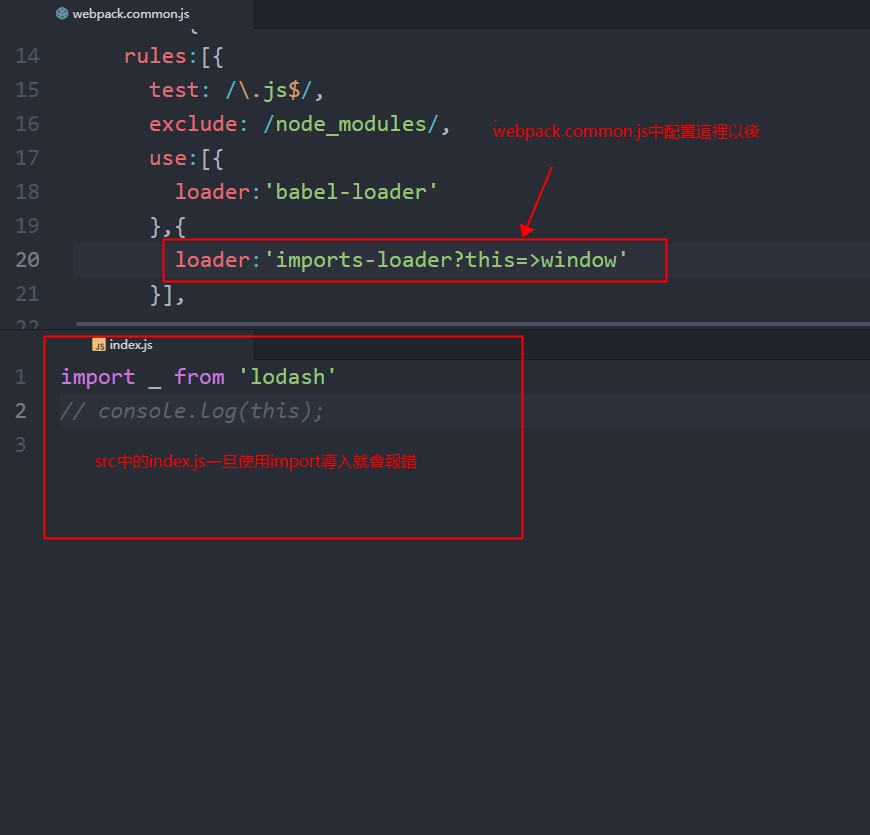 webpack.common.js
14 rules:[{
15 test: /\.js$/,
16 exclude: /node_modules/,
webpack.common.js中配置這裡以後
17 use:[{
18 loader:'babel-loader'
19 },{
20 loader:'imports-loader?this=>window'
21 }],
22
index.js
1 import _ from 'lodash'
2 // console.log(this);
3
src中的index.js一旦使用import導入就會報錯